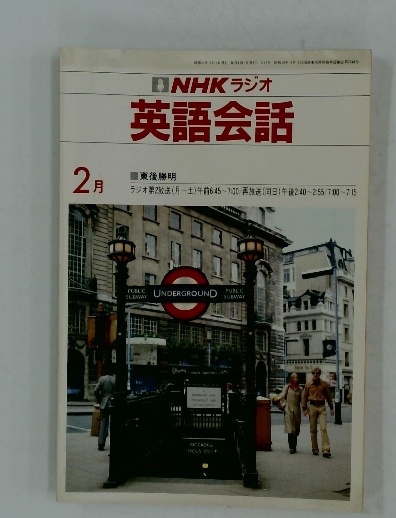 NHKラジオ
英語会話
2月
■東後勝明
ラジオ第2放送(月〜土)午前6:45〜7:00/再放送(同日)午後2:40〜2:55/7:00〜7:15
PUBLIC SUBWAY
UNDERGROUND
PUBLIC SUBWAY
PICCADILLY